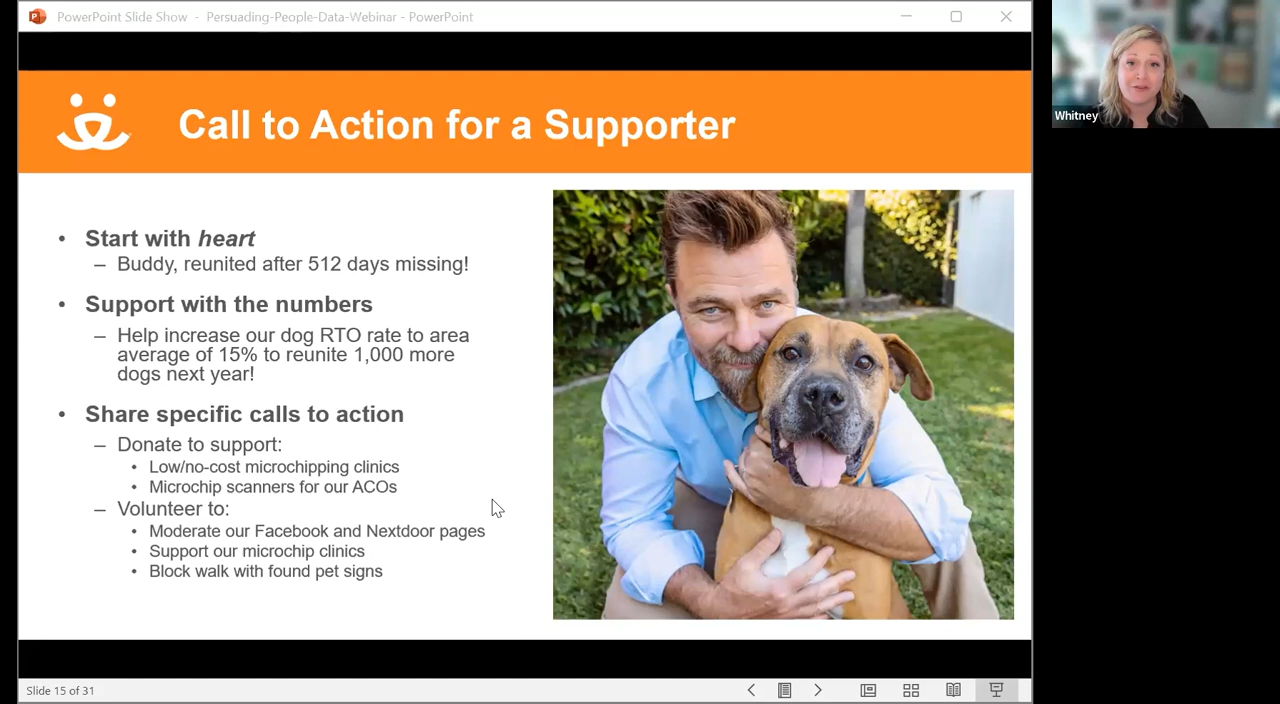 PowerPoint Slide Show - Persuading-People-Data-Webinar - PowerPoint
Call to Action for a Supporter
• Start with heart
– Buddy, reunited after 512 days missing!
• Support with the numbers
– Help increase our dog RTO rate to area
average of 15% to reunite 1,000 more
dogs next year!
• Share specific calls to action
– Donate to support:
• Low/no-cost microchipping clinics
• Microchip scanners for our ACOs
– Volunteer to:
• Moderate our Facebook and Nextdoor pages
• Support our microchip clinics
• Block walk with found pet signs
Slide 15 of 31
Whitney